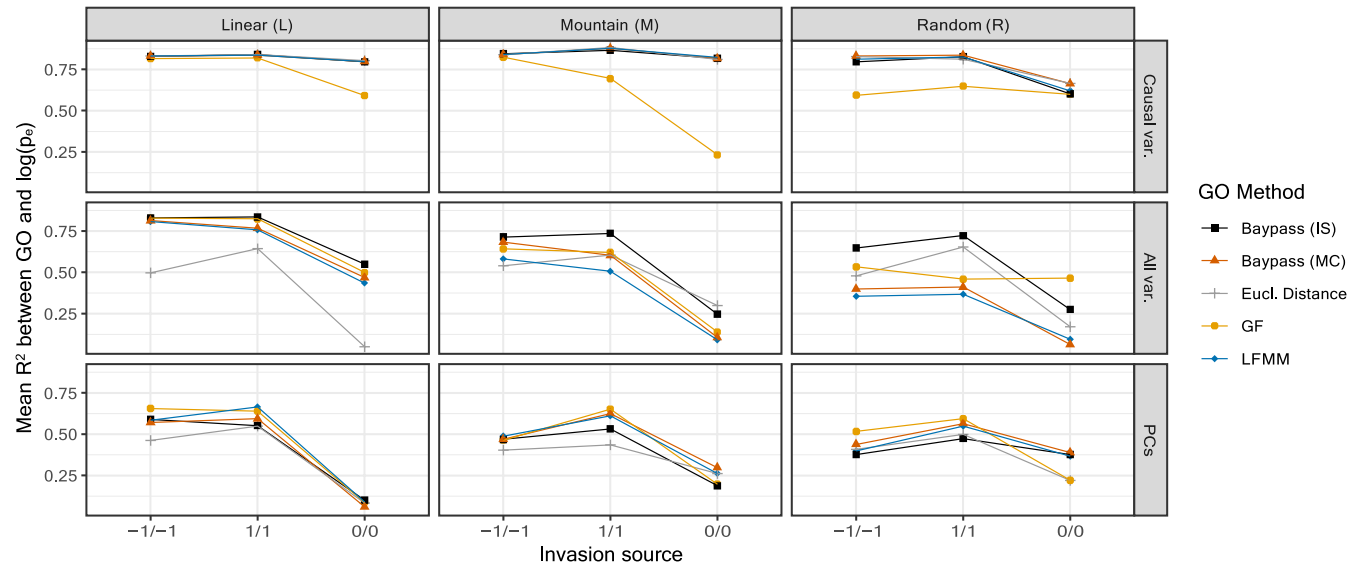 Linear (L)
Mountain (M)
Random (R)
Mean R² between GO and log(pₑ)
0.75
0.50
0.25
Causal var.
0.75
0.50
0.25
All var.
0.75
0.50
0.25
PCs
−1/−1
1/1
0/0
−1/−1
1/1
0/0
−1/−1
1/1
0/0
Invasion source
GO Method
Baypass (IS)
Baypass (MC)
Eucl. Distance
GF
LFMM